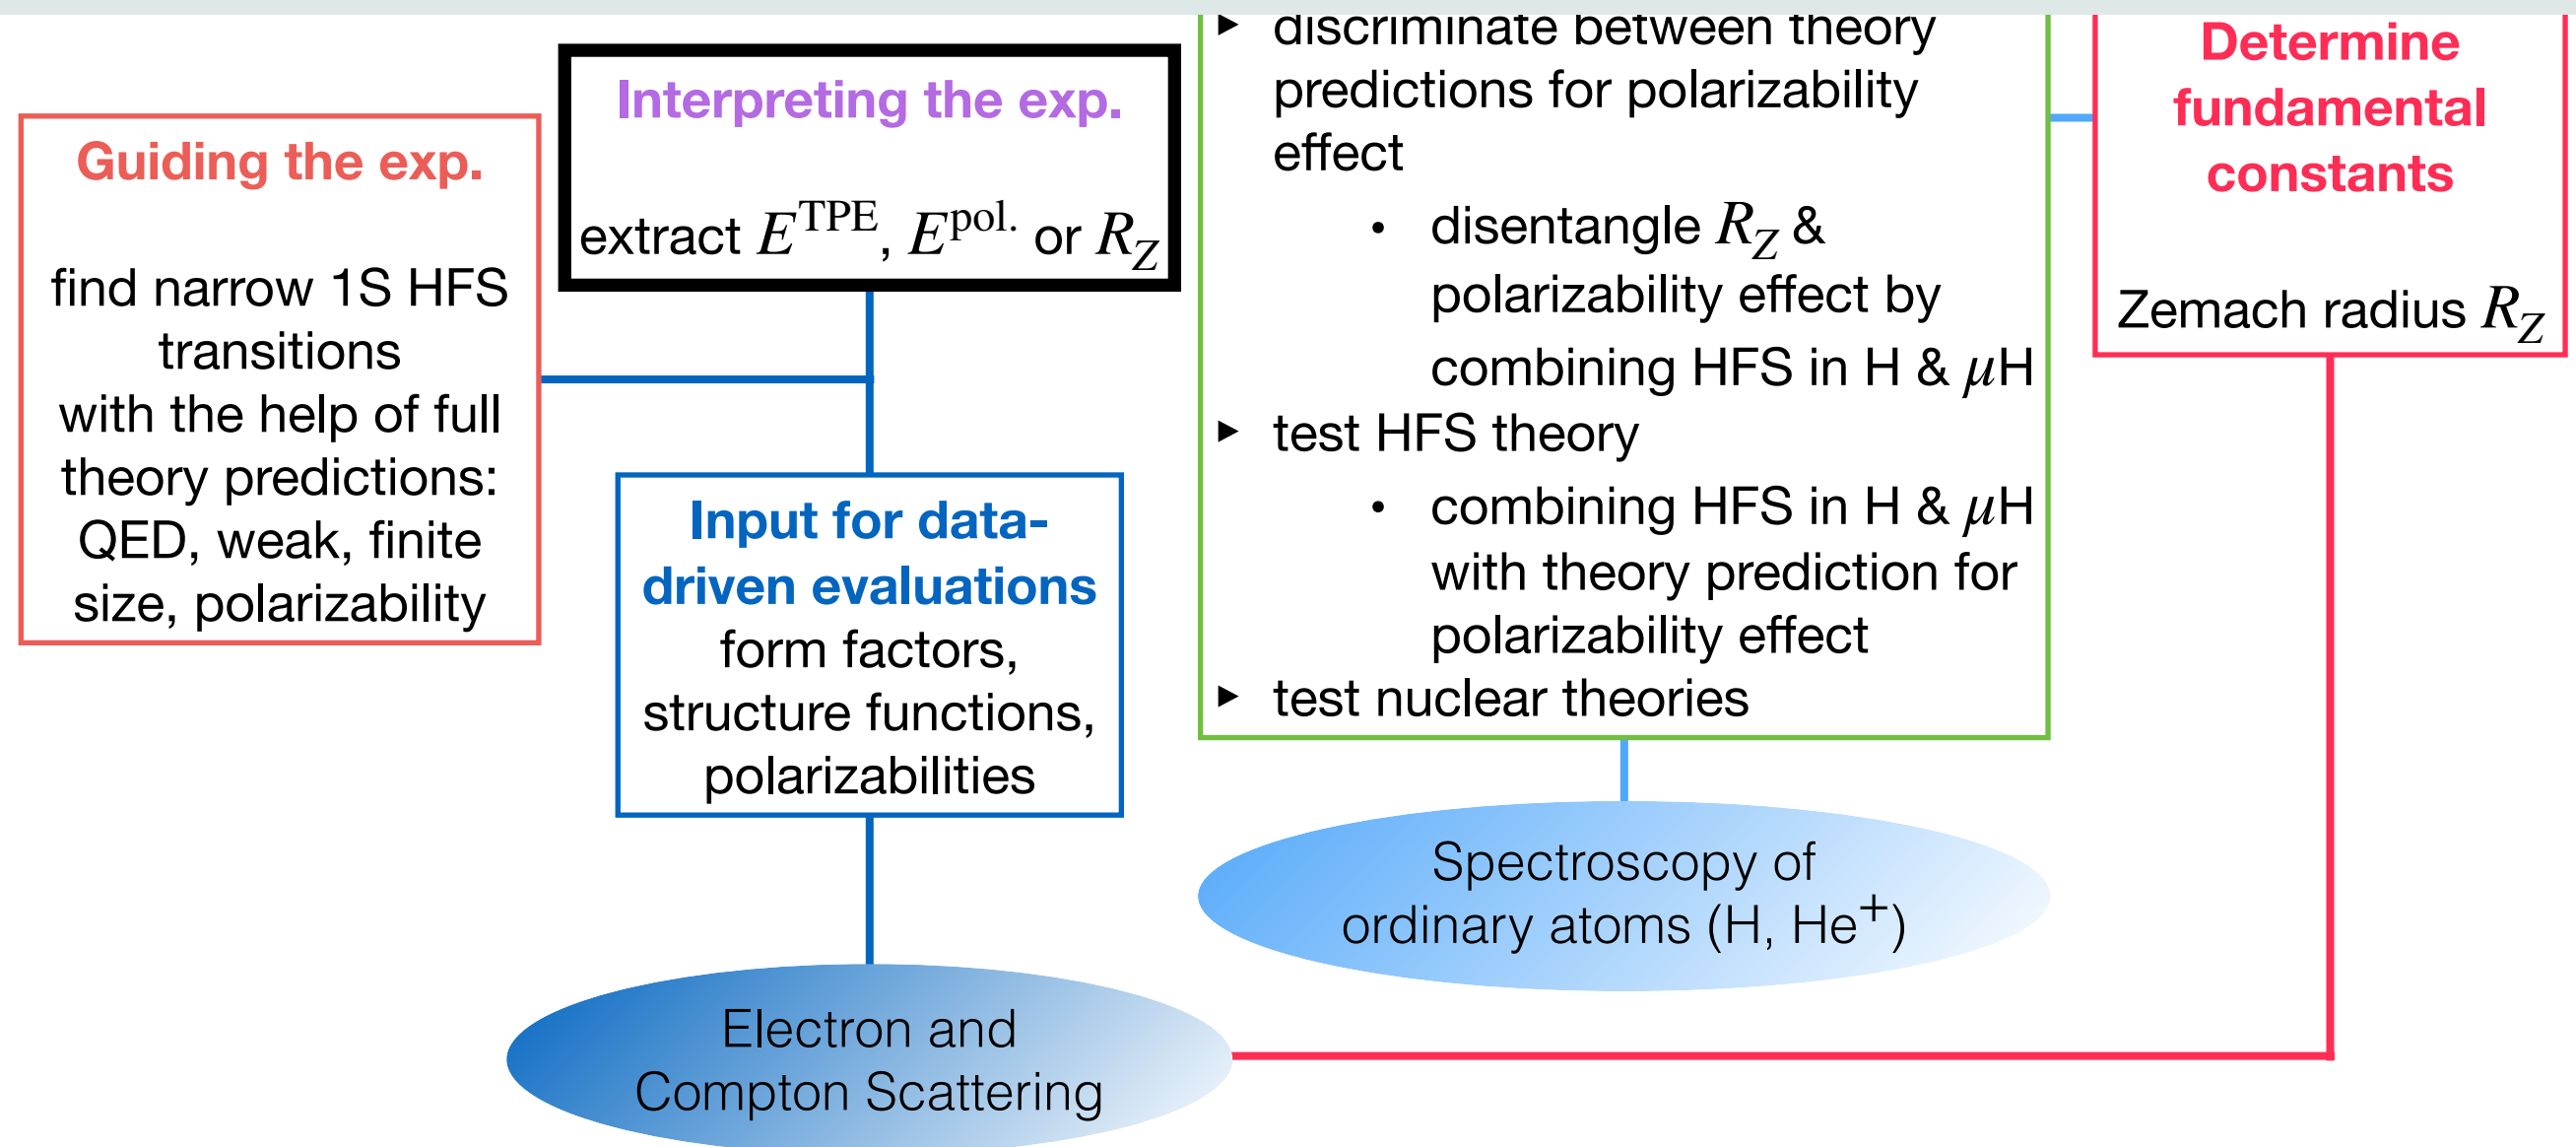 Guiding the exp.
find narrow 1S HFS
transitions
with the help of full
theory predictions:
QED, weak, finite
size, polarizability
Interpreting the exp.
extract E^TPE, E^pol. or R_Z
Input for data-
driven evaluations
form factors,
structure functions,
polarizabilities
Electron and
Compton Scattering
▸ discriminate between theory
predictions for polarizability
effect
• disentangle R_Z &
polarizability effect by
combining HFS in H & μH
▸ test HFS theory
• combining HFS in H & μH
with theory prediction for
polarizability effect
▸ test nuclear theories
Spectroscopy of
ordinary atoms (H, He⁺)
Determine
fundamental
constants
Zemach radius R_Z